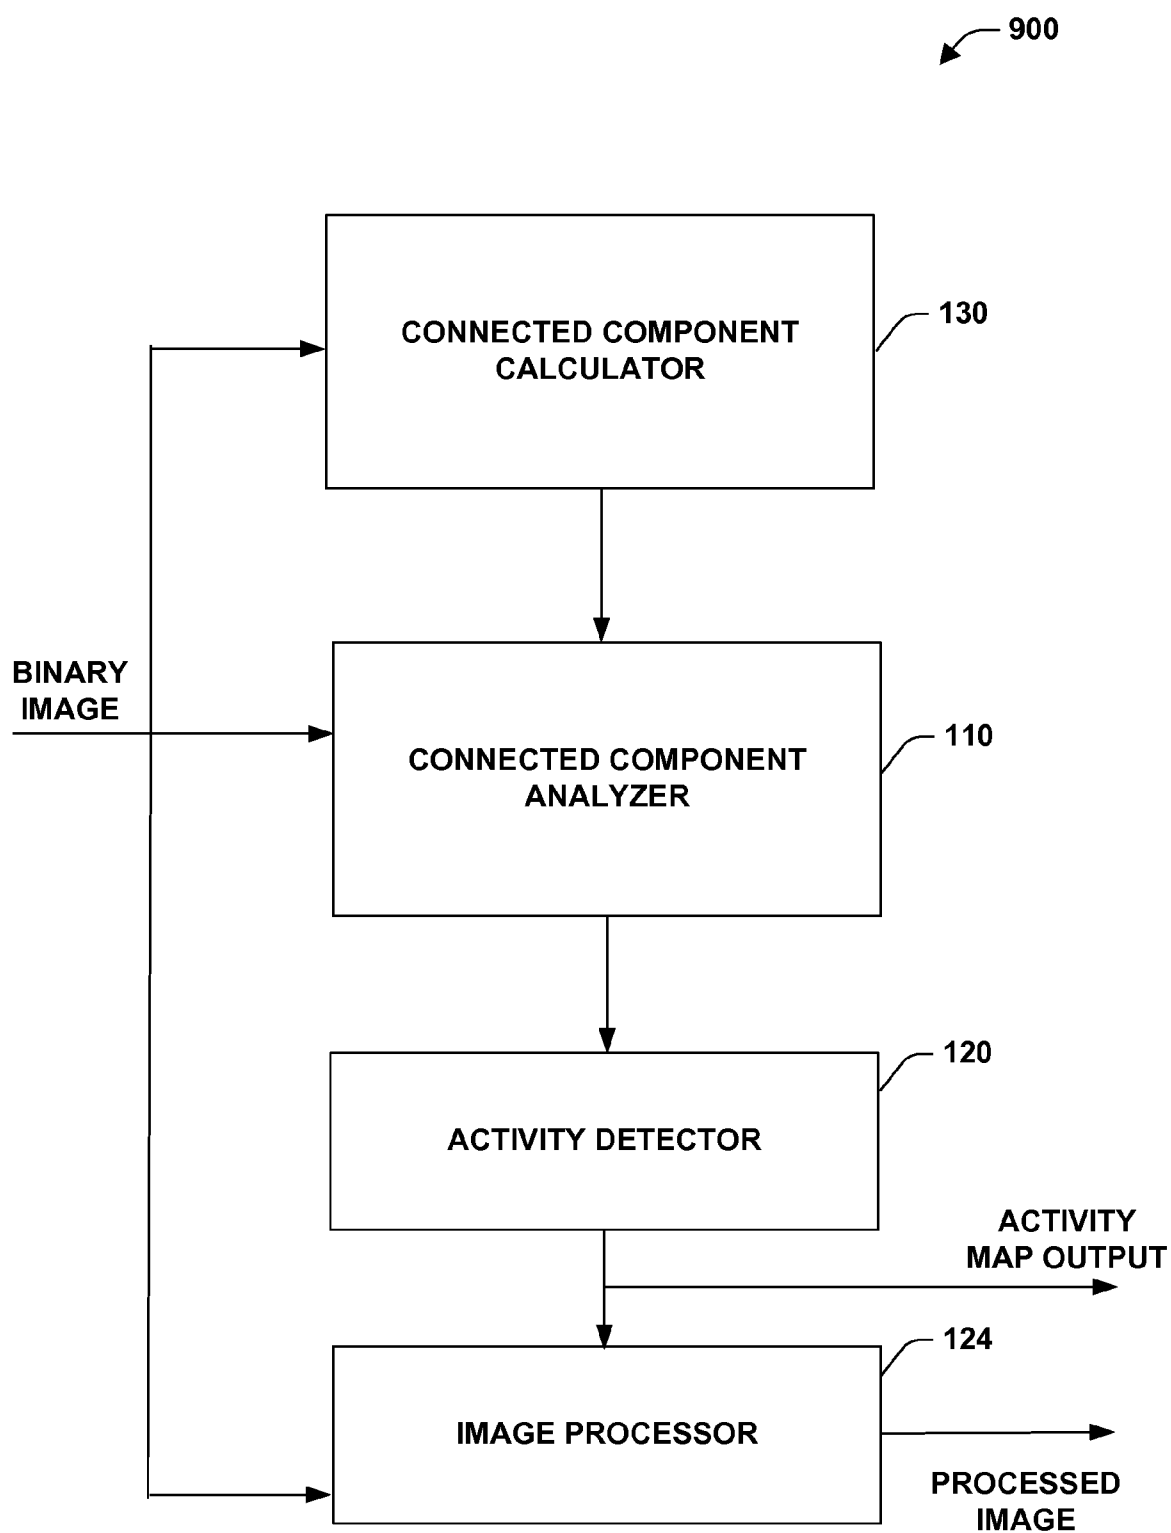 900
CONNECTED COMPONENT
CALCULATOR
130
BINARY
IMAGE
CONNECTED COMPONENT
ANALYZER
110
ACTIVITY DETECTOR
120
ACTIVITY
MAP OUTPUT
IMAGE PROCESSOR
124
PROCESSED
IMAGE